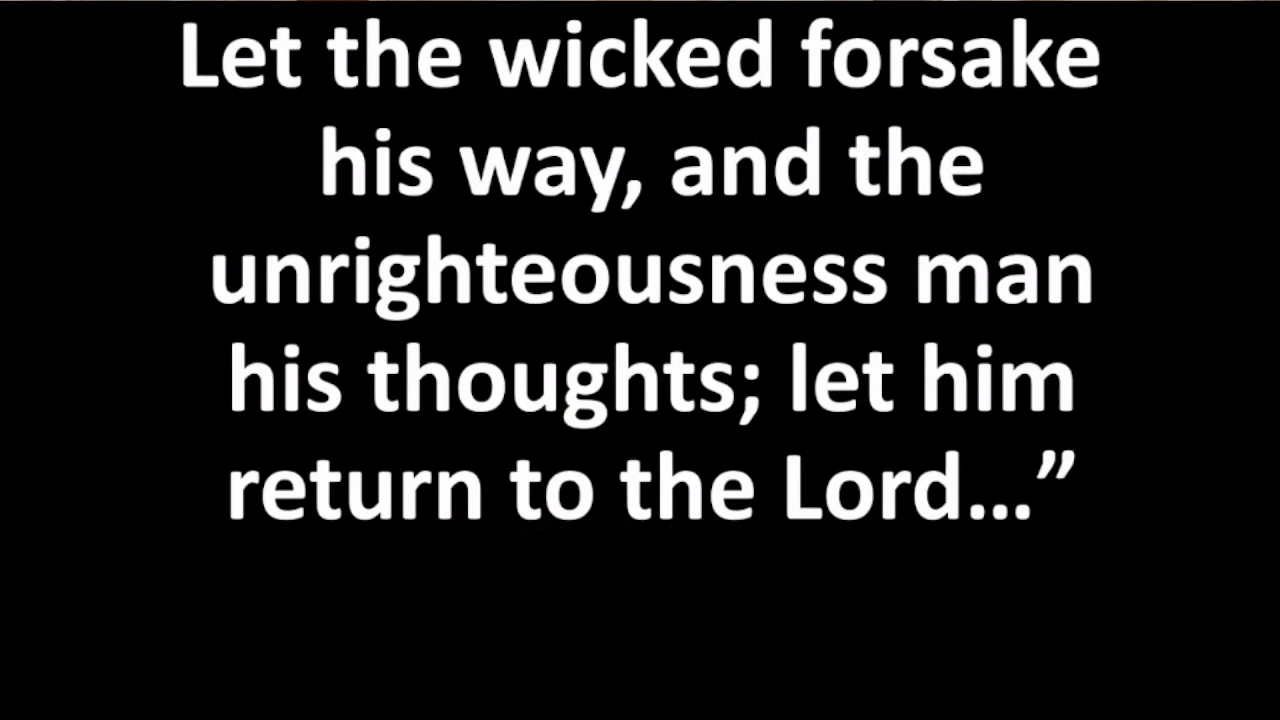 Let the wicked forsake
his way, and the
unrighteousness man
his thoughts; let him
return to the Lord…”